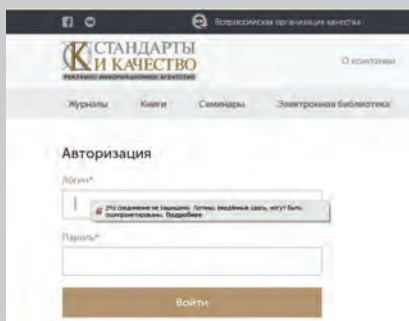 Всероссийская организация качества
СТАНДАРТЫ
И КАЧЕСТВО
РЕКЛАМНО-ИНФОРМАЦИОННОЕ АГЕНТСТВО
О компании
Журналы Книги Семинары Электронная библиотека
Авторизация
Логин*
Это соединение не защищено. Логины, введённые здесь, могут быть
скомпрометированы. Подробнее
Пароль*
Войти